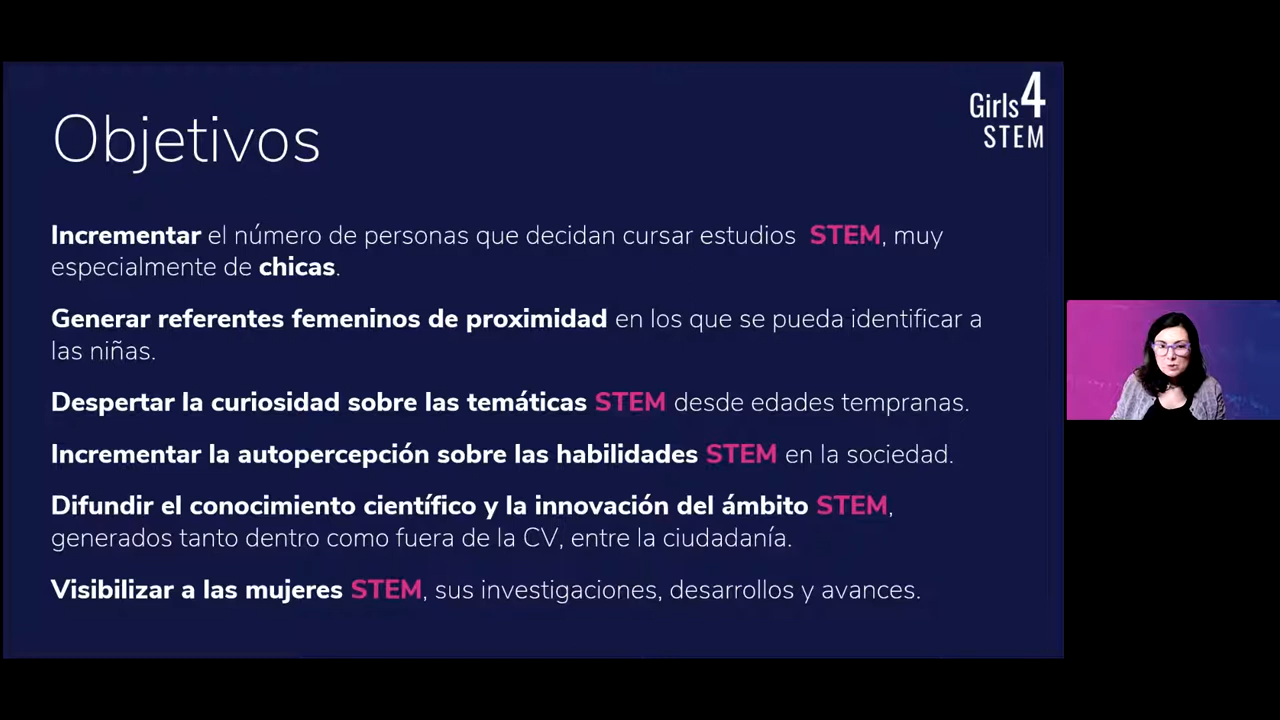 Girls4
STEM
Objetivos
Incrementar el número de personas que decidan cursar estudios STEM, muy
especialmente de chicas.
Generar referentes femeninos de proximidad en los que se pueda identificar a
las niñas.
Despertar la curiosidad sobre las temáticas STEM desde edades tempranas.
Incrementar la autopercepción sobre las habilidades STEM en la sociedad.
Difundir el conocimiento científico y la innovación del ámbito STEM,
generados tanto dentro como fuera de la CV, entre la ciudadanía.
Visibilizar a las mujeres STEM, sus investigaciones, desarrollos y avances.